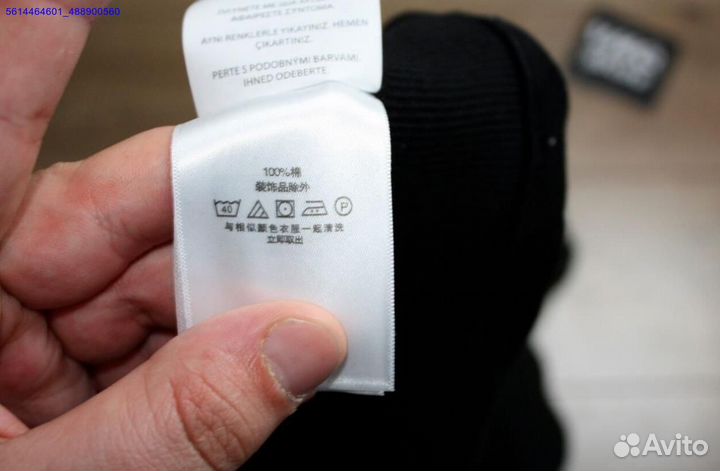 5614464601_488900560
AYNI RENKLERLE YIKAYINIZ. HEMEN
ÇIKARTINIZ.
PERTE S PODOBNÝMI BARVAMI,
IHNED ODEBERTE.
100%棉
装饰品除外
40
P
与相似颜色衣服一起清洗
立即取出
Avito